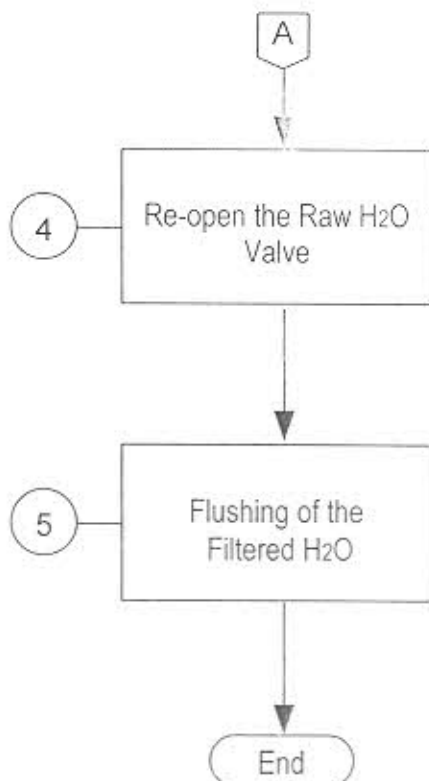 A
4
Re-open the Raw H2O
Valve
5
Flushing of the
Filtered H2O
End